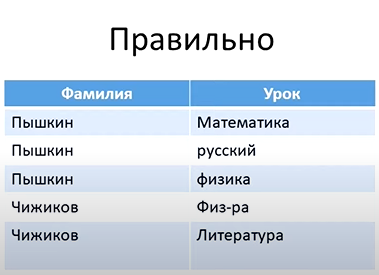 Правильно
Фамилия Урок
Пышкин Математика
Пышкин русский
Пышкин физика
Чижиков Физ-ра
Чижиков Литература